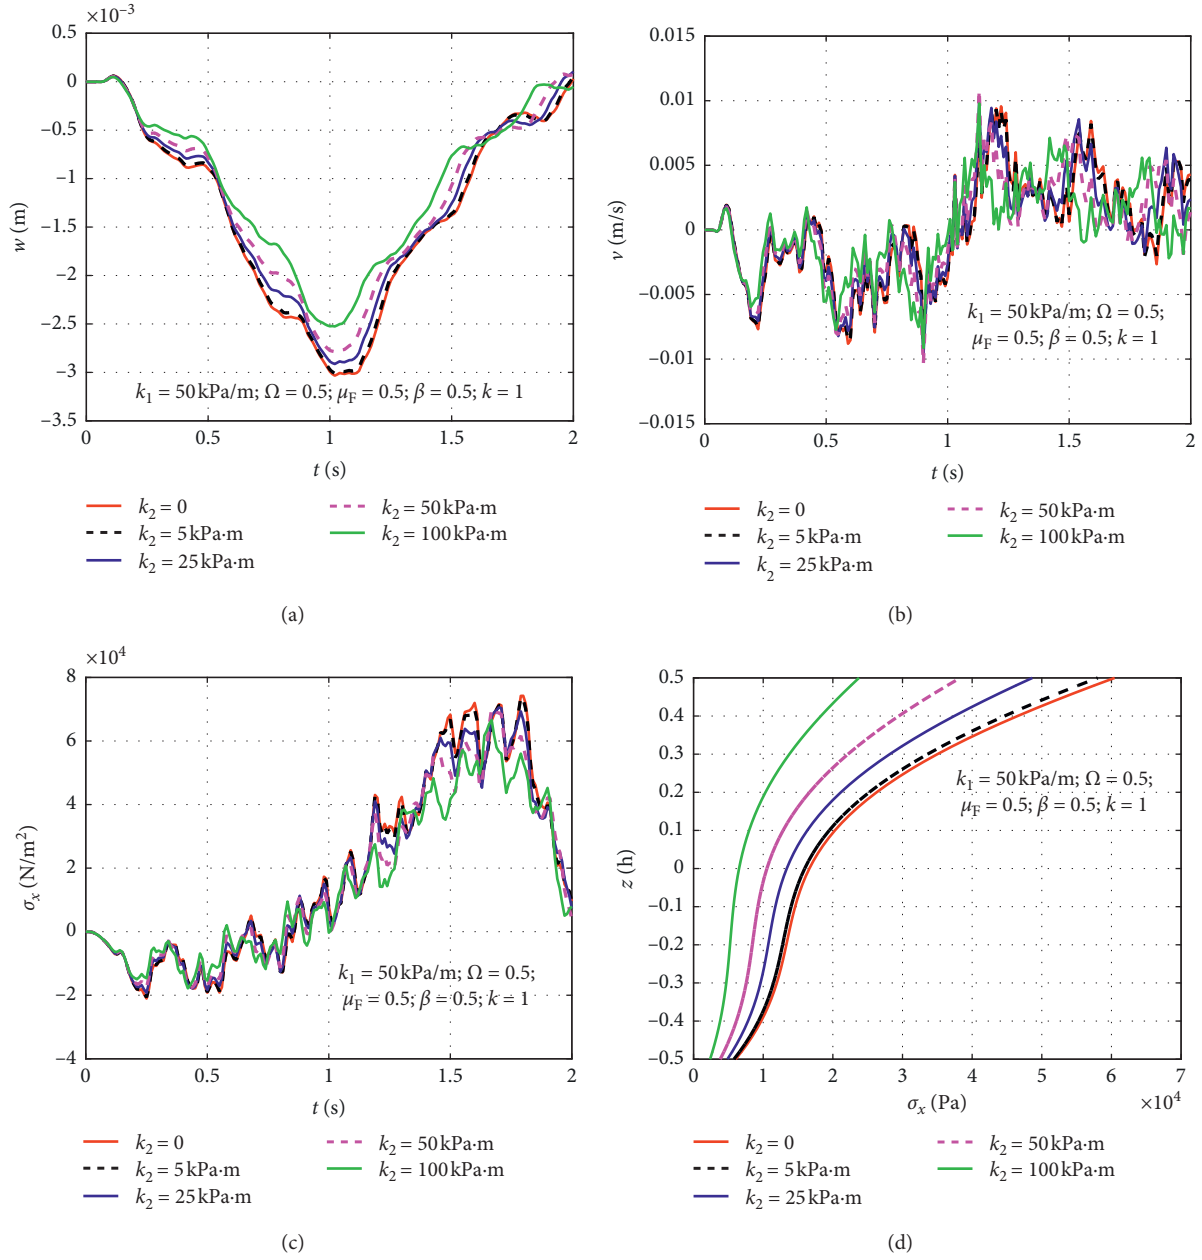 ×10⁻³
0.5
0
−0.5
−1
−1.5
−2
−2.5
−3
−3.5
w (m)
k₁ = 50 kPa/m; Ω = 0.5; μF = 0.5; β = 0.5; k = 1
0 0.5 1 1.5 2
t (s)
k₂ = 0
k₂ = 5 kPa·m
k₂ = 25 kPa·m
k₂ = 50 kPa·m
k₂ = 100 kPa·m
(a)
0.015
0.01
0.005
0
−0.005
−0.01
−0.015
v (m/s)
k₁ = 50 kPa/m; Ω = 0.5;
μF = 0.5; β = 0.5; k = 1
0 0.5 1 1.5 2
t (s)
k₂ = 0
k₂ = 5 kPa·m
k₂ = 25 kPa·m
k₂ = 50 kPa·m
k₂ = 100 kPa·m
(b)
×10⁴
8
6
4
2
0
−2
−4
σx (N/m²)
k₁ = 50 kPa/m; Ω = 0.5;
μF = 0.5; β = 0.5; k = 1
0 0.5 1 1.5 2
t (s)
k₂ = 0
k₂ = 5 kPa·m
k₂ = 25 kPa·m
k₂ = 50 kPa·m
k₂ = 100 kPa·m
(c)
0.5
0.4
0.3
0.2
0.1
0
−0.1
−0.2
−0.3
−0.4
−0.5
z (h)
k₁ = 50 kPa/m; Ω = 0.5;
μF = 0.5; β = 0.5; k = 1
0 1 2 3 4 5 6 70
σx (Pa)
×10⁴
k₂ = 0
k₂ = 5 kPa·m
k₂ = 25 kPa·m
k₂ = 50 kPa·m
k₂ = 100 kPa·m
(d)